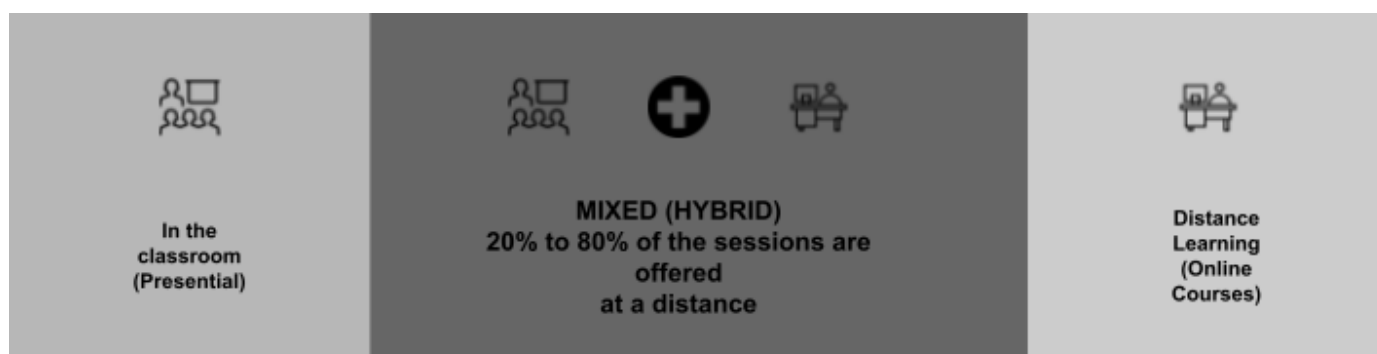 In the
classroom
(Presential)
MIXED (HYBRID)
20% to 80% of the sessions are
offered
at a distance
Distance
Learning
(Online
Courses)